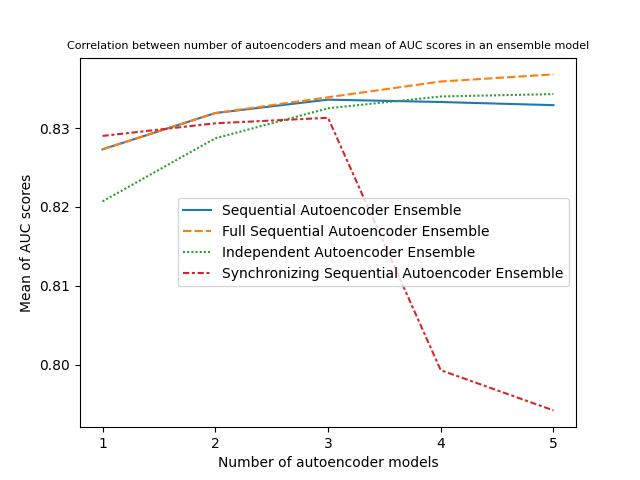 Correlation between number of autoencoders and mean of AUC scores in an ensemble model
Mean of AUC scores
0.83
0.82
0.81
0.80
Sequential Autoencoder Ensemble
Full Sequential Autoencoder Ensemble
Independent Autoencoder Ensemble
Synchronizing Sequential Autoencoder Ensemble
1 2 3 4 5
Number of autoencoder models